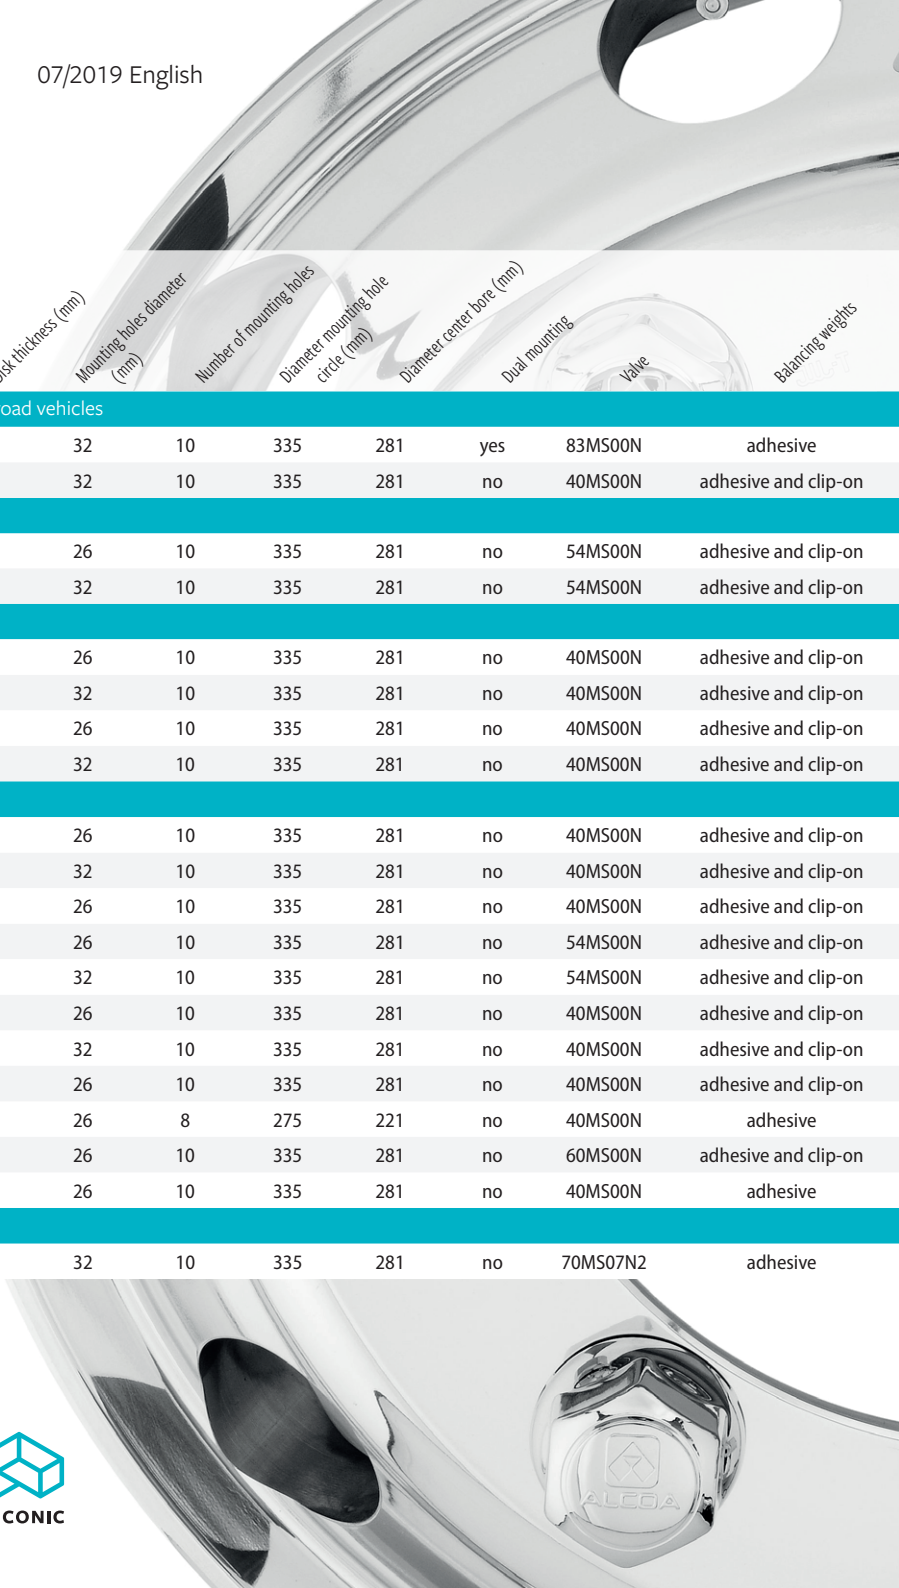 07/2019 English
Disk thickness (mm)
Mounting holes diameter
(mm)
Number of mounting holes
Diameter mounting hole
circle (mm)
Diameter center bore (mm)
Dual mounting
Valve
Balancing weights
road vehicles
32 10 335 281 yes 83MS00N adhesive
32 10 335 281 no 40MS00N adhesive and clip-on
26 10 335 281 no 54MS00N adhesive and clip-on
32 10 335 281 no 54MS00N adhesive and clip-on
26 10 335 281 no 40MS00N adhesive and clip-on
32 10 335 281 no 40MS00N adhesive and clip-on
26 10 335 281 no 40MS00N adhesive and clip-on
32 10 335 281 no 40MS00N adhesive and clip-on
26 10 335 281 no 40MS00N adhesive and clip-on
32 10 335 281 no 40MS00N adhesive and clip-on
26 10 335 281 no 40MS00N adhesive and clip-on
26 10 335 281 no 54MS00N adhesive and clip-on
32 10 335 281 no 54MS00N adhesive and clip-on
26 10 335 281 no 40MS00N adhesive and clip-on
32 10 335 281 no 40MS00N adhesive and clip-on
26 10 335 281 no 40MS00N adhesive and clip-on
26 8 275 221 no 40MS00N adhesive
26 10 335 281 no 60MS00N adhesive and clip-on
26 10 335 281 no 40MS00N adhesive
32 10 335 281 no 70MS07N2 adhesive
ALCOA
CONIC